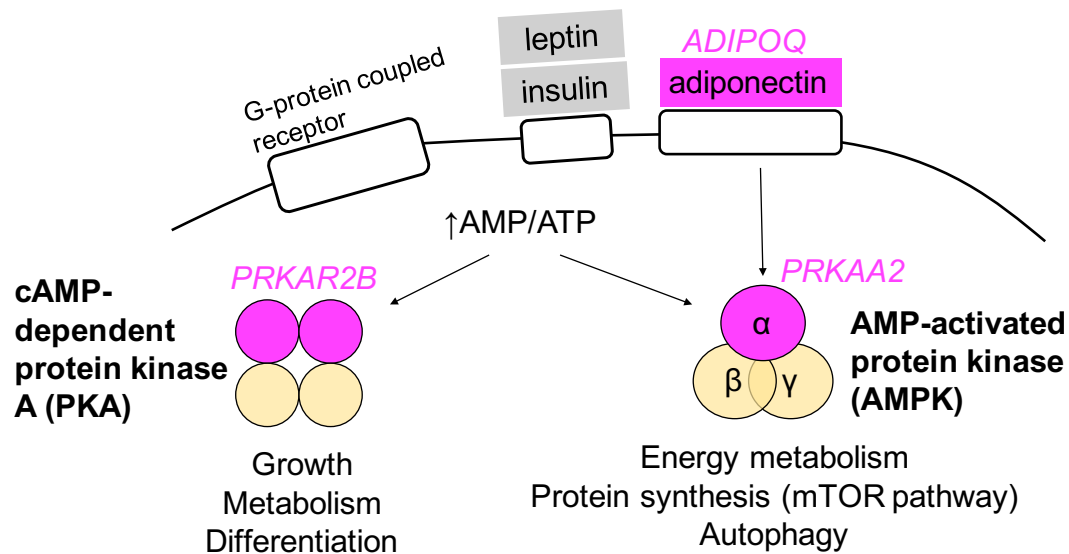 G-protein coupled
receptor
leptin
insulin
ADIPOQ
adiponectin
↑AMP/ATP
cAMP-
dependent
protein kinase
A (PKA)
PRKAR2B
PRKAA2
α
β
γ
AMP-activated
protein kinase
(AMPK)
Growth
Metabolism
Differentiation
Energy metabolism
Protein synthesis (mTOR pathway)
Autophagy